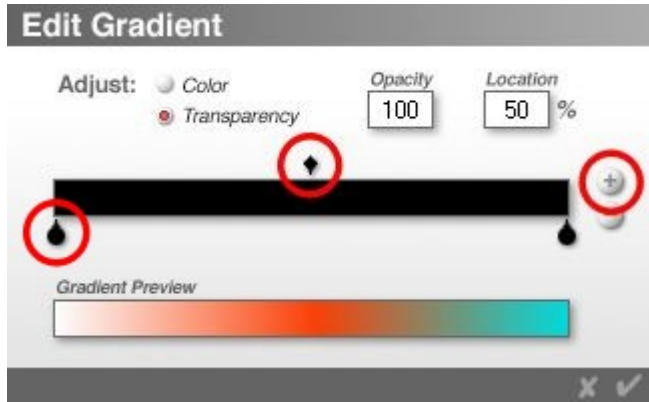 Edit Gradient
Adjust: Color Opacity Location
Transparency 100 50 %
Gradient Preview